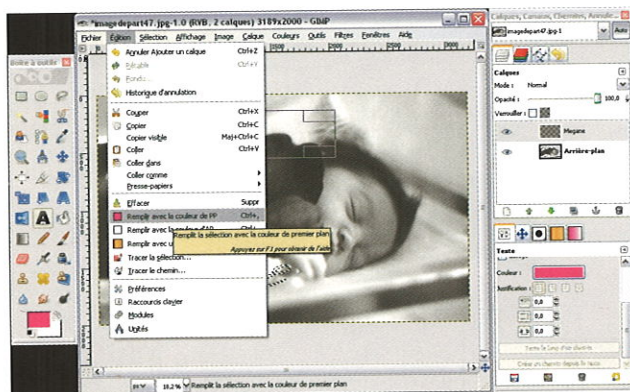 *imagedepart47.jpg-1.0 (RVB, 2 calques) 3189x2000 – GIMP
Fichier Édition Sélection Affichage Image Calque Couleurs Outils Filtres Fenêtres Aide
Boîte à outils
Annuler Ajouter un calque Ctrl+Z
Rétablir Ctrl+Y
Historique d'annulation
Couper Ctrl+X
Copier Ctrl+C
Copier visible Maj+Ctrl+C
Coller Ctrl+V
Coller dans
Coller comme
Presse-papiers
Effacer Suppr
Remplir avec la couleur de PP Ctrl+,
Remplir avec
Remplir avec
Remplit la sélection avec la couleur de premier plan
Appuyez sur F1 pour obtenir de l'aide
Tracer la sélection...
Tracer le chemin...
Préférences
Raccourcis clavier
Modules
Unités
18,2 % Remplit la sélection avec la couleur de premier plan
Calques, Canaux, Chemins, Annule...
imagedepart47.jpg-1 Auto
Calques
Mode : Normal
Opacité : 100,0
Verrouiller :
Megane
Arrière-plan
Texte
Couleur :
Justification :
0,0
0,0
0,0